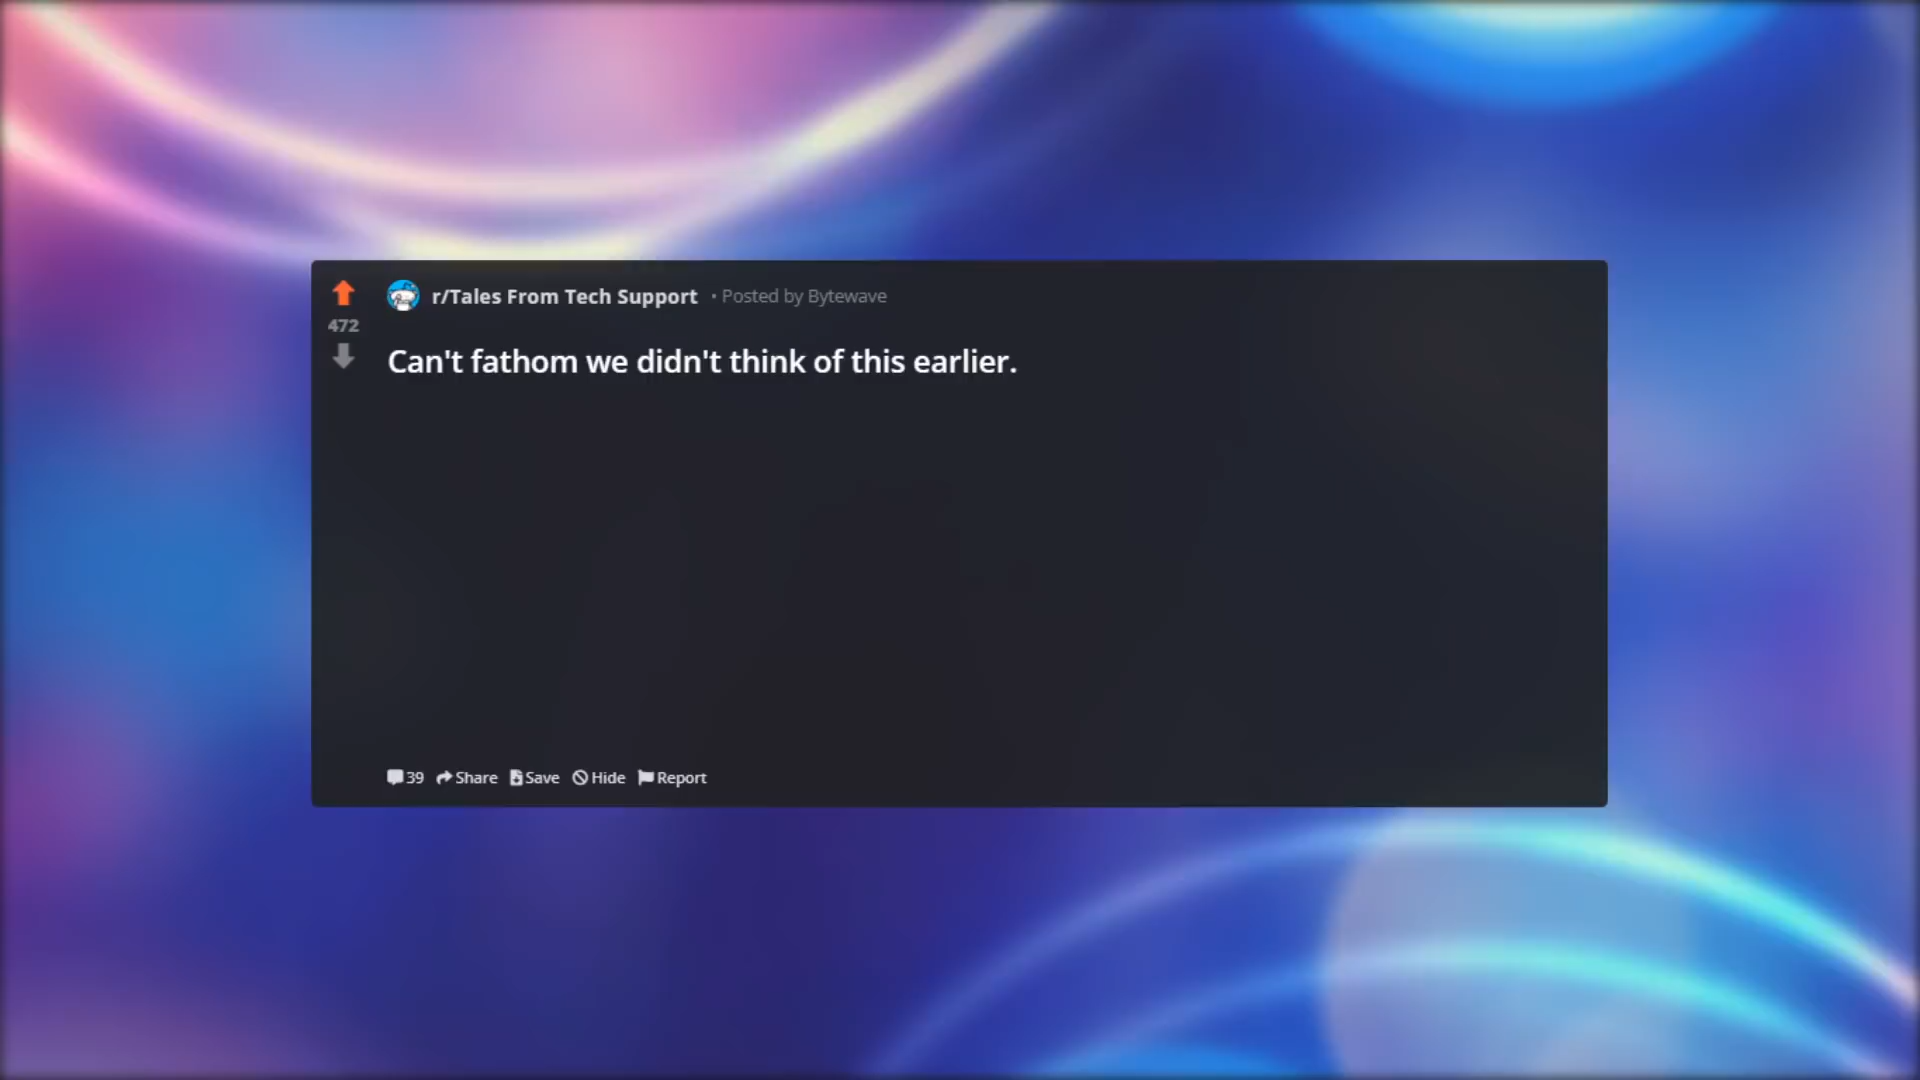 r/Tales From Tech Support • Posted by Bytewave
472
Can't fathom we didn't think of this earlier.
39 Share Save Hide Report